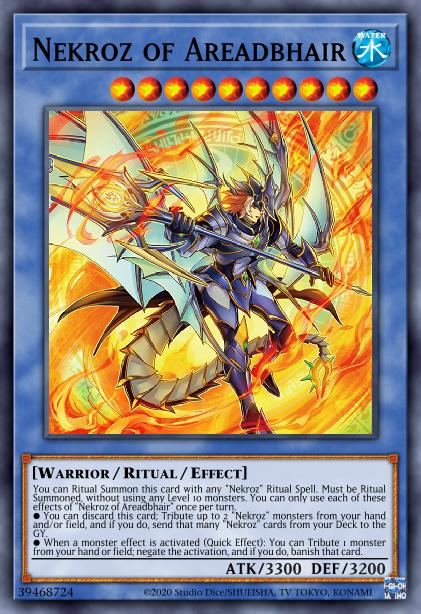 NEKROZ OF AREADBHAIR
WATER
水
[WARRIOR / RITUAL / EFFECT]
You can Ritual Summon this card with any "Nekroz" Ritual Spell. Must be Ritual
Summoned, without using any Level 10 monsters. You can only use each of these
effects of "Nekroz of Areadbhair" once per turn.
● You can discard this card; Tribute up to 2 "Nekroz" monsters from your hand
and/or field, and if you do, send that many "Nekroz" cards from your Deck to the
GY.
● When a monster effect is activated (Quick Effect): You can Tribute 1 monster
from your hand or field; negate the activation, and if you do, banish that card.
ATK/3300 DEF/3200
39468724
©2020 Studio Dice/SHUEISHA, TV TOKYO, KONAMI